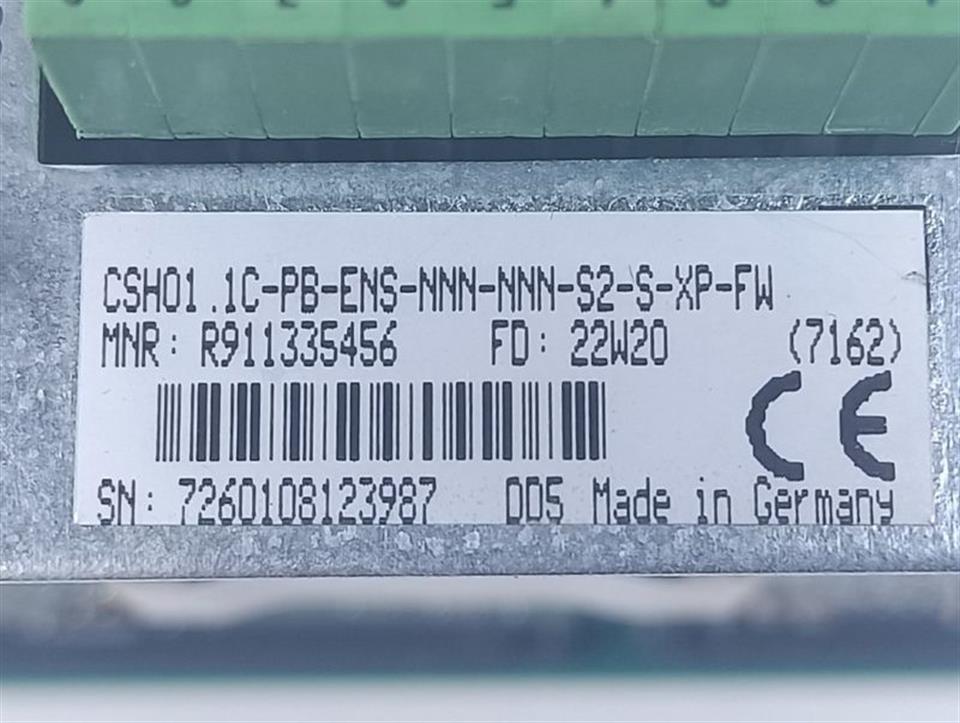 CSH01.1C-PB-ENS-NNN-NNN-S2-S-XP-FW
MNR: R911335456 FD: 22W20 (7162)
CE
SN: 7260108123987 DD5 Made in Germany